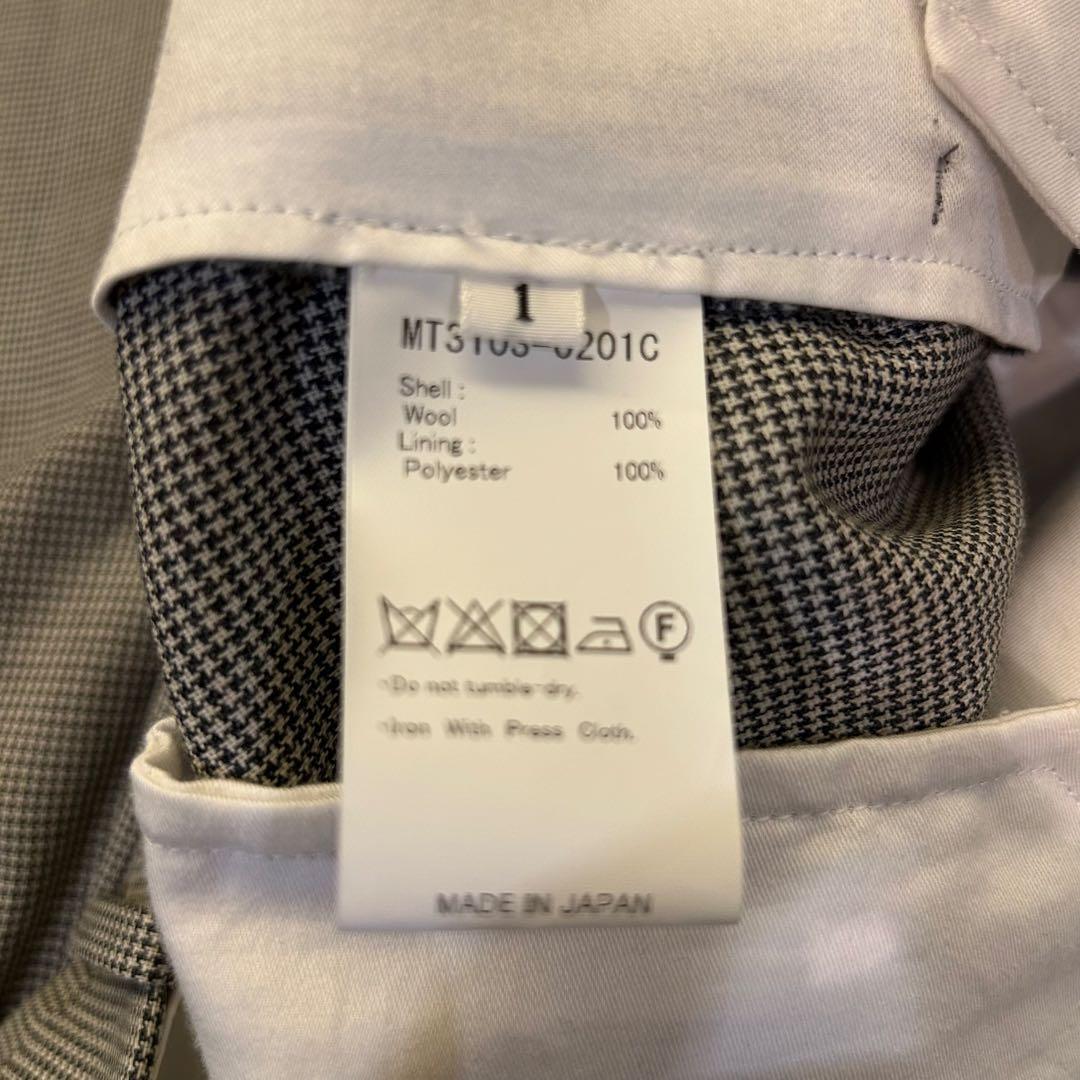 1
MT3103-0201C
Shell :
Wool 100%
Lining :
Polyester 100%
F
・Do not tumble dry.
・Iron With Press Cloth.
MADE IN JAPAN